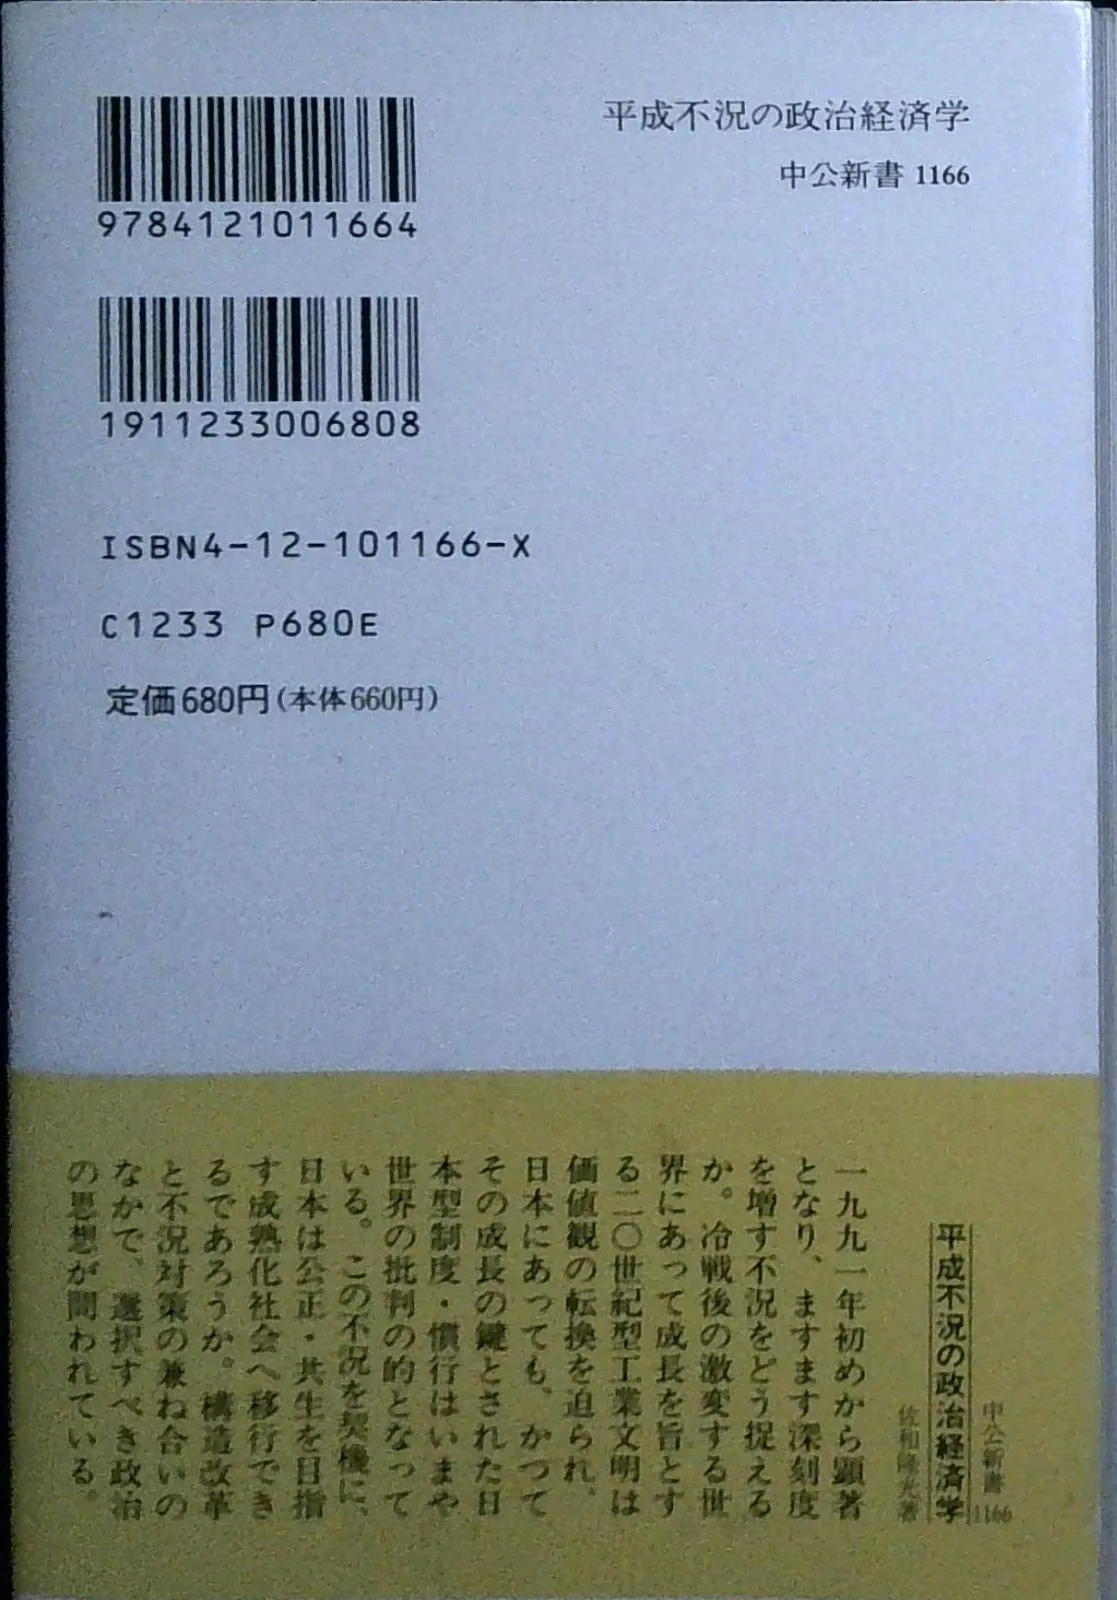 平成不況の政治経済学
中公新書 1166
9784121011664
1911233006808
ISBN4-12-101166-X
C1233 P680E
定価680円(本体660円)
中公新書
1166
平成不況の政治経済学
佐和隆光著
一九九一年初めから顕著
となり、ますます深刻度
を増す不況をどう捉える
か。冷戦後の激変する世
界にあって成長を旨とす
る二〇世紀型工業文明は
価値観の転換を迫られ、
日本にあっても、かつて
その成長の鍵とされた日
本型制度・慣行はいまや
世界の批判の的となって
いる。この不況を契機に、
日本は公正・共生を目指
す成熟化社会へ移行でき
るであろうか。構造改革
と不況対策の兼ね合いの
なかで、選択すべき政治
の思想が問われている。